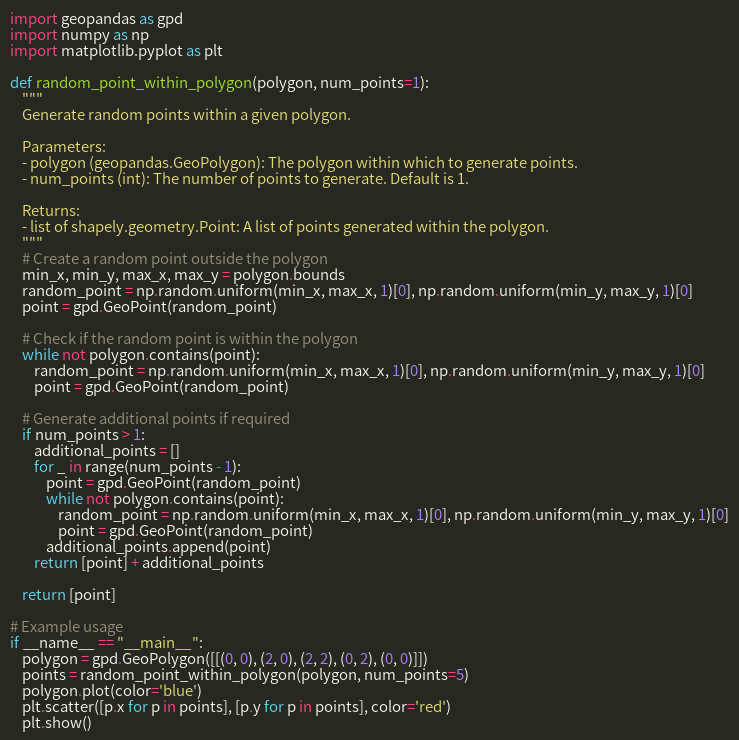 import geopandas as gpd
import numpy as np
import matplotlib.pyplot as plt

def random_point_within_polygon(polygon, num_points=1):
    """
    Generate random points within a given polygon.

    Parameters:
    - polygon (geopandas.GeoPolygon): The polygon within which to generate points.
    - num_points (int): The number of points to generate. Default is 1.

    Returns:
    - list of shapely.geometry.Point: A list of points generated within the polygon.
    """
    # Create a random point outside the polygon
    min_x, min_y, max_x, max_y = polygon.bounds
    random_point = np.random.uniform(min_x, max_x, 1)[0], np.random.uniform(min_y, max_y, 1)[0]
    point = gpd.GeoPoint(random_point)

    # Check if the random point is within the polygon
    while not polygon.contains(point):
        random_point = np.random.uniform(min_x, max_x, 1)[0], np.random.uniform(min_y, max_y, 1)[0]
        point = gpd.GeoPoint(random_point)

    # Generate additional points if required
    if num_points > 1:
        additional_points = []
        for _ in range(num_points - 1):
            point = gpd.GeoPoint(random_point)
            while not polygon.contains(point):
                random_point = np.random.uniform(min_x, max_x, 1)[0], np.random.uniform(min_y, max_y, 1)[0]
                point = gpd.GeoPoint(random_point)
            additional_points.append(point)
        return [point] + additional_points

    return [point]

# Example usage
if __name__ == "__main__":
    polygon = gpd.GeoPolygon([[(0, 0), (2, 0), (2, 2), (0, 2), (0, 0)]])
    points = random_point_within_polygon(polygon, num_points=5)
    polygon.plot(color='blue')
    plt.scatter([p.x for p in points], [p.y for p in points], color='red')
    plt.show()